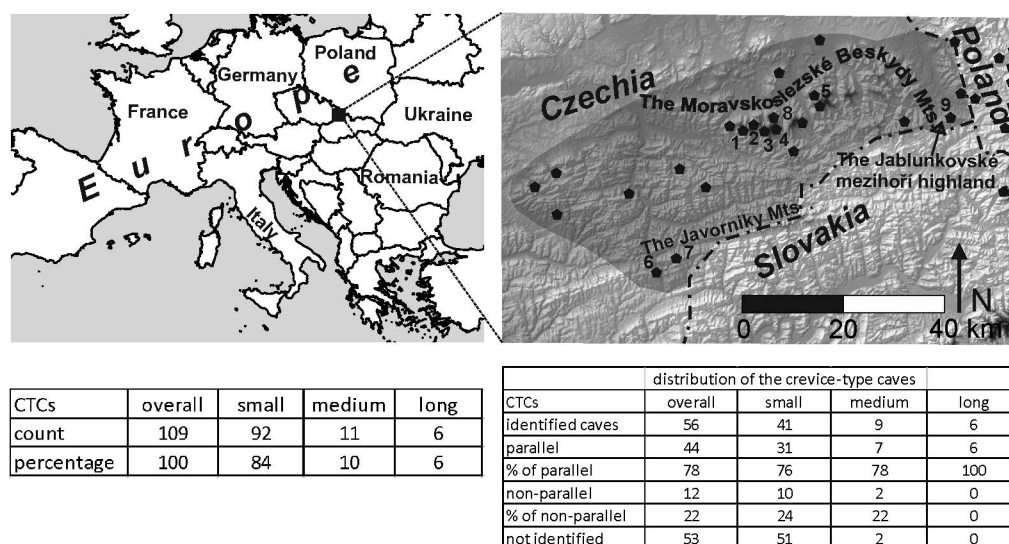 Poland
Germany
France
Ukraine
Romania
Italy
Europe
Czechia
Poland
The Moravskoslezské Beskydy Mts.
5
8
1 2 3 4
9
The Jablunkovské
mezihoří highland
The Javorniky Mts.
6 7
Slovakia
N
0 20 40 km
CTCs overall small medium long
count 109 92 11 6
percentage 100 84 10 6
distribution of the crevice-type caves
CTCs overall small medium long
identified caves 56 41 9 6
parallel 44 31 7 6
% of parallel 78 76 78 100
non-parallel 12 10 2 0
% of non-parallel 22 24 22 0
not identified 53 51 2 0